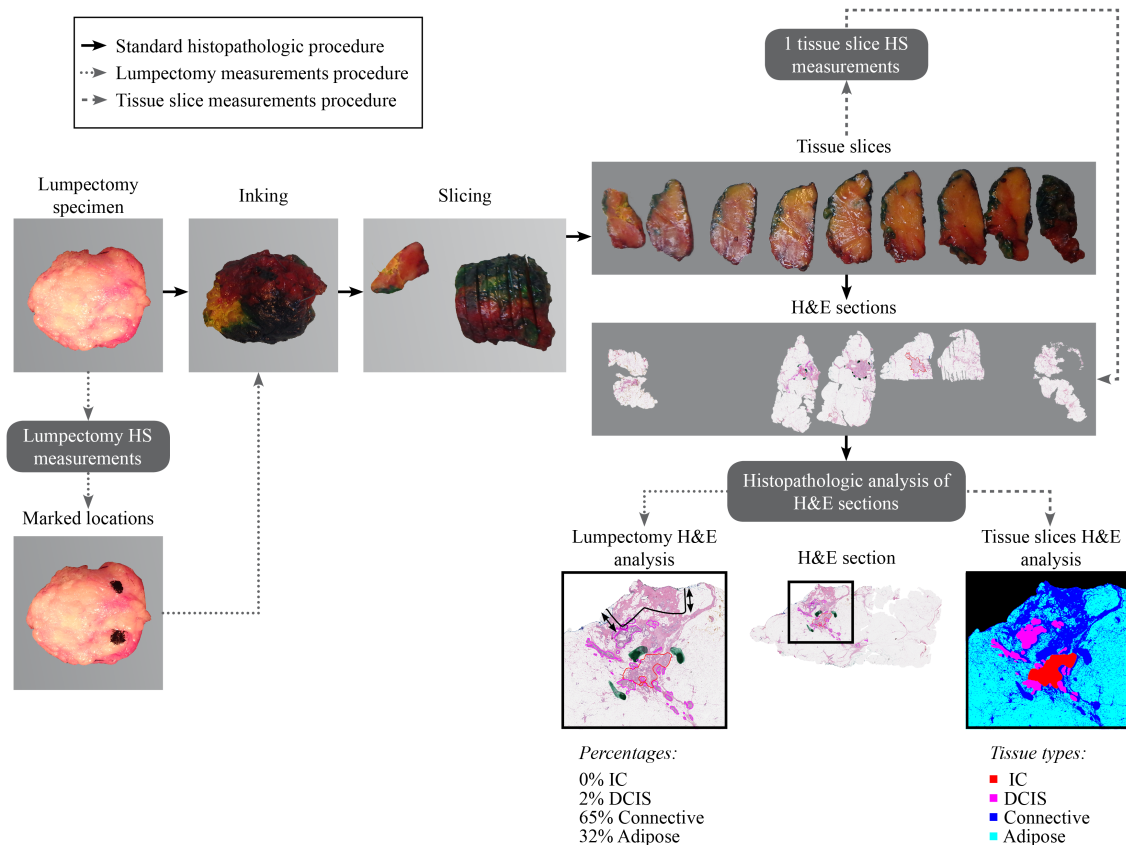 Standard histopathologic procedure
Lumpectomy measurements procedure
Tissue slice measurements procedure
1 tissue slice HS
measurements
Tissue slices
Lumpectomy
specimen
Inking
Slicing
H&E sections
Lumpectomy HS
measurements
Marked locations
Histopathologic analysis of
H&E sections
Lumpectomy H&E
analysis
H&E section
Tissue slices H&E
analysis
Percentages:
0% IC
2% DCIS
65% Connective
32% Adipose
Tissue types:
IC
DCIS
Connective
Adipose